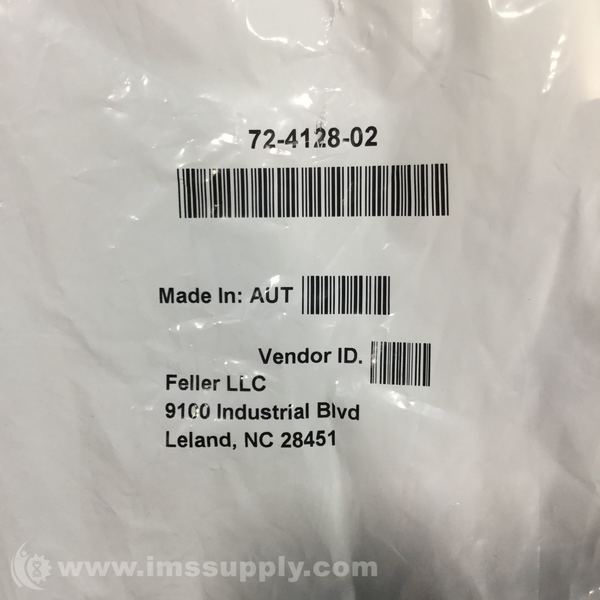 72-4128-02
Made In: AUT
Vendor ID.
Feller LLC
9100 Industrial Blvd
Leland, NC 28451
www.imssupply.com